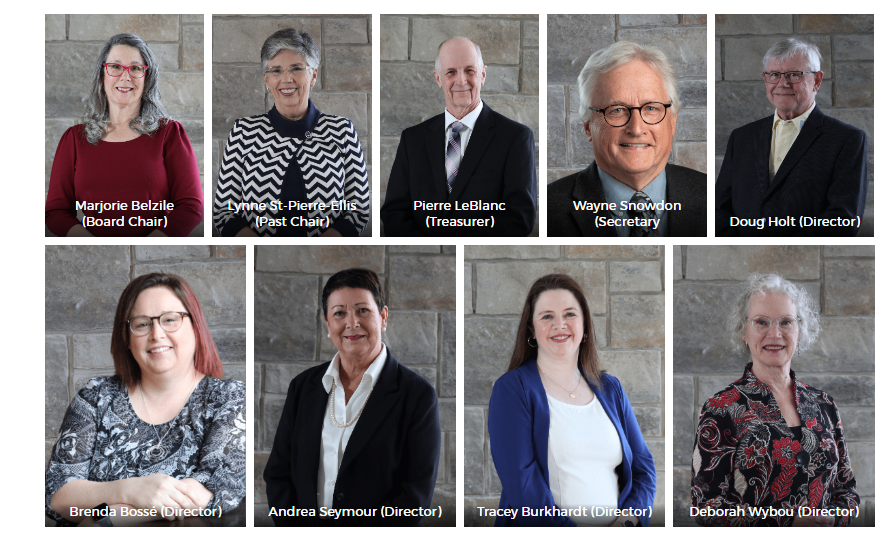 Marjorie Belzile
(Board Chair)
Lynne St-Pierre-Ellis
(Past Chair)
Pierre LeBlanc
(Treasurer)
Wayne Snowdon
(Secretary
Doug Holt (Director)
Brenda Bossé (Director)
Andrea Seymour (Director)
Tracey Burkhardt (Director)
Deborah Wybou (Director)